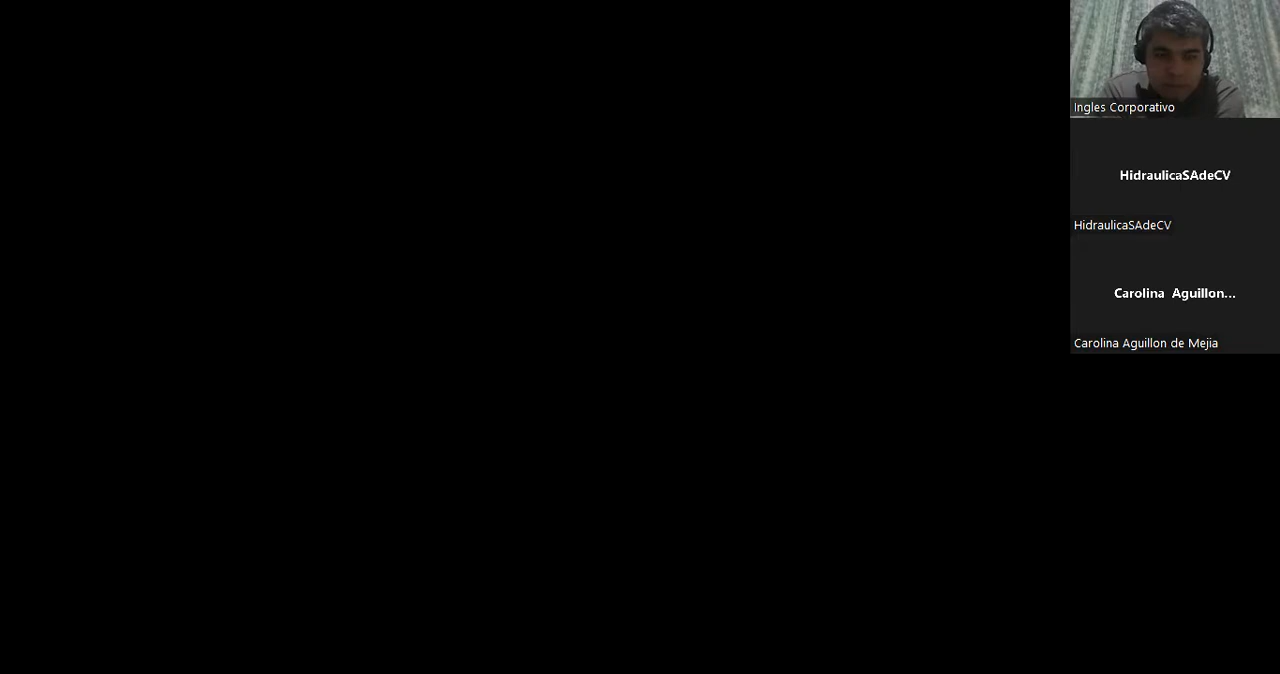 Ingles Corporativo
HidraulicaSAdeCV
HidraulicaSAdeCV
Carolina Aguillon...
Carolina Aguillon de Mejia